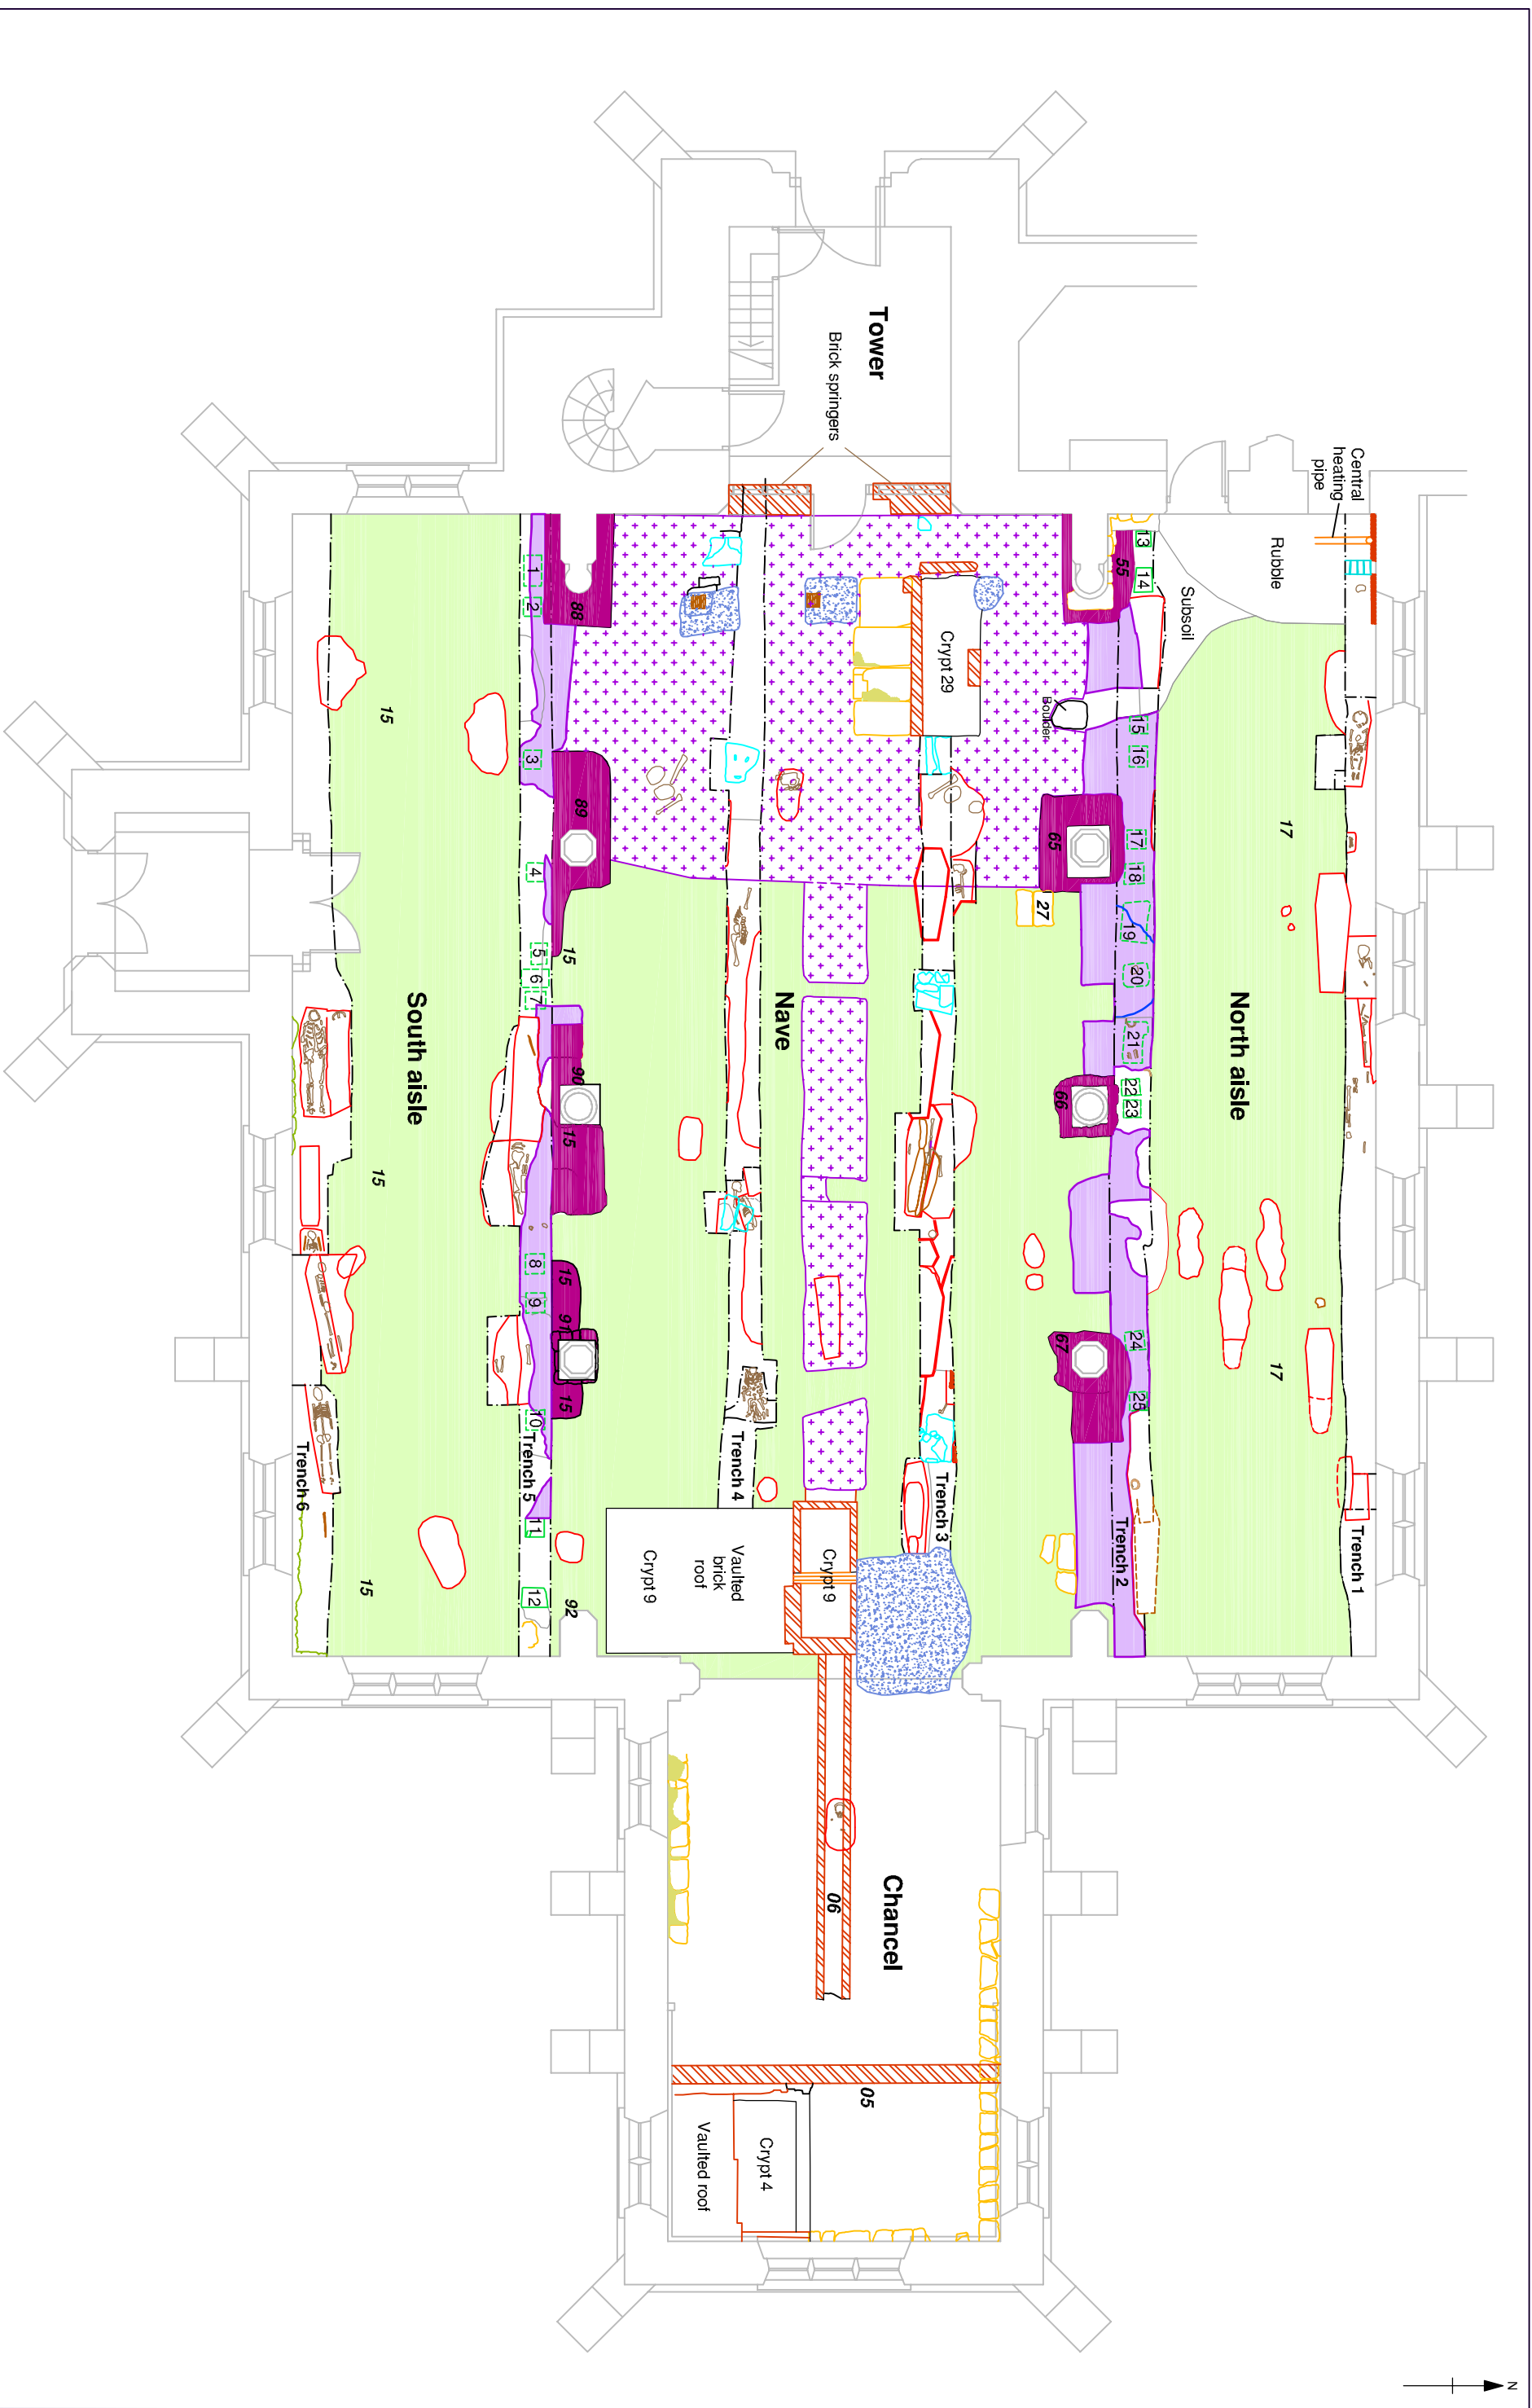 Tower
Brick springers
Central
heating
pipe
Rubble
Subsoil
13
14
55
1
2
88
Crypt 29
Boulder
15
16
3
89
65
17
18
17
15
4
27
19
20
5
6
7
15
South aisle
Nave
North aisle
21
22
23
90
66
15
15
8
9
15
91
67
24
25
17
10
15
Trench 6
Trench 5
Trench 4
Trench 3
Trench 2
Trench 1
11
12
92
15
Crypt 9
Vaulted
brick
roof
Crypt 9
Chancel
06
05
Crypt 4
Vaulted roof
N